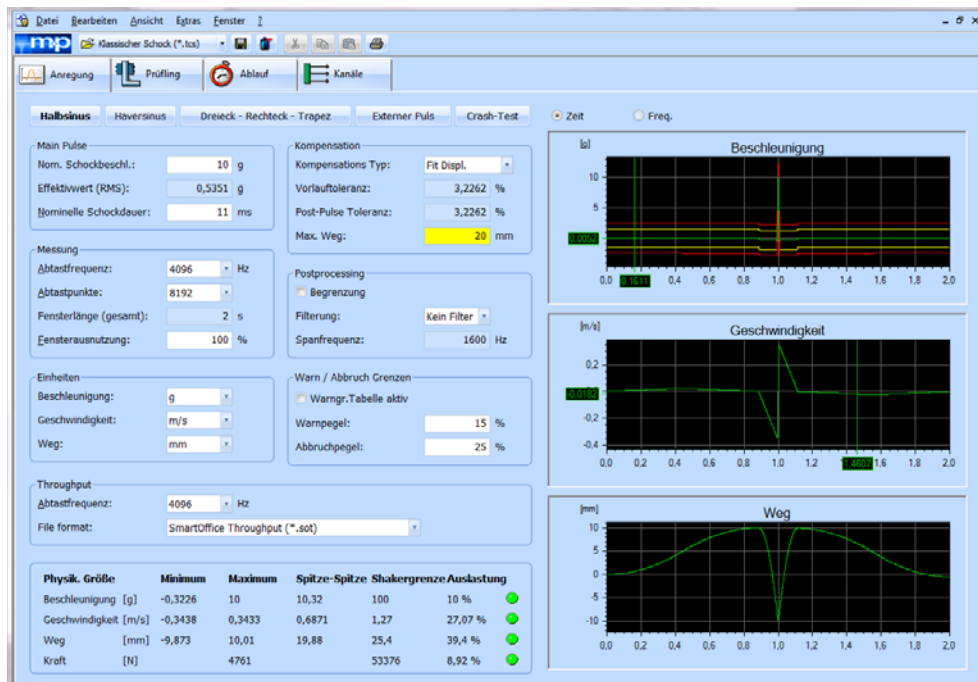 Datei Bearbeiten Ansicht Extras Fenster ?
m+p Klassischer Schock (*.tcs)
Anregung Prüfling Ablauf Kanäle
Halbsinus Haversinus Dreieck - Rechteck - Trapez Externer Puls Crash-Test
Main Pulse
Nom. Schockbeschl.: 10 g
Effektivwert (RMS): 0,5351 g
Nominelle Schockdauer: 11 ms
Kompensation
Kompensations Typ: Fit Displ.
Vorlauftoleranz: 3,2262 %
Post-Pulse Toleranz: 3,2262 %
Max. Weg: 20 mm
Messung
Abtastfrequenz: 4096 Hz
Abtastpunkte: 8192
Fensterlänge (gesamt): 2 s
Fensterausnutzung: 100 %
Postprocessing
Begrenzung
Filterung: Kein Filter
Spanfrequenz: 1600 Hz
Einheiten
Beschleunigung: g
Geschwindigkeit: m/s
Weg: mm
Warn / Abbruch Grenzen
Warngr.Tabelle aktiv
Warnpegel: 15 %
Abbruchpegel: 25 %
Throughput
Abtastfrequenz: 4096 Hz
File format: SmartOffice Throughput (*.sot)
Physik. Größe Minimum Maximum Spitze-Spitze Shakergrenze Auslastung
Beschleunigung [g] -0,3226 10 10,32 100 10 %
Geschwindigkeit [m/s] -0,3438 0,3433 0,6871 1,27 27,07 %
Weg [mm] -9,873 10,01 19,88 25,4 39,4 %
Kraft [N] 4761 53376 8,92 %
Zeit Freq.
[g] Beschleunigung
10
5
0,0052
0,0 0,1611 0,4 0,6 0,8 1,0 1,2 1,4 1,6 1,8 2,0
[m/s] Geschwindigkeit
0,2
-0,0182
-0,2
-0,4
0,0 0,2 0,4 0,6 0,8 1,0 1,2 1,4607 1,6 1,8 2,0
[mm] Weg
10
5
0
-5
-10
0,0 0,2 0,4 0,6 0,8 1,0 1,2 1,4 1,6 1,8 2,0